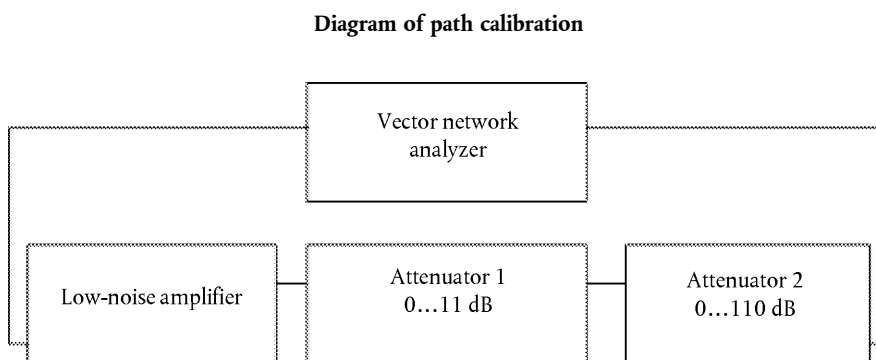 Diagram of path calibration
Vector network
analyzer
Low-noise amplifier
Attenuator 1
0...11 dB
Attenuator 2
0...110 dB